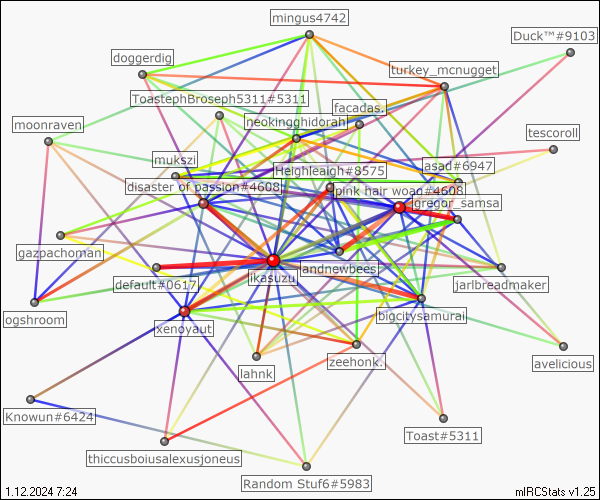 mingus4742
Duck™#9103
doggerdig
turkey_mcnugget
ToastephBroseph5311#5311
facadas.
moonraven
neokingghidorah
tescoroll
mukszi
Heighleaigh#8575
asad#6947
disaster of passion#4608
pink hair woag#4608
gregor_samsa
gazpachoman
default#0617
ikasuzu
landnewbees
jarlbreadmaker
ogshroom
xenoyaut
bigcitysamurai
lahnk
zeehonk.
avelicious
Knowun#6424
Toast#5311
thiccusboiusalexusjoneus
Random Stuf6#5983
1.12.2024 7:24
mIRCStats v1.25